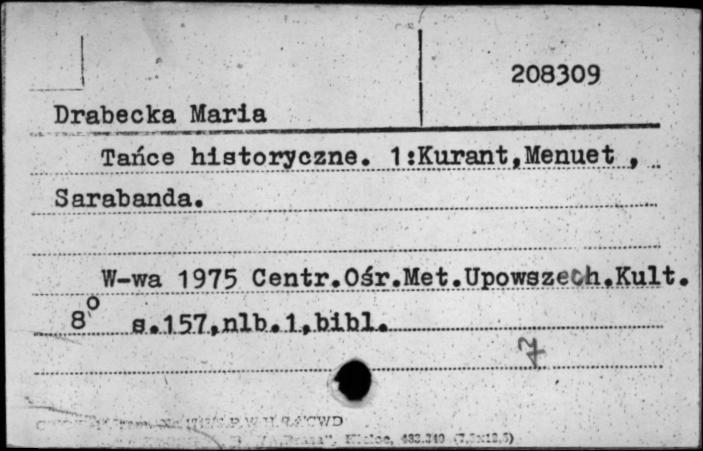 208309
Drabecka Maria
Tańce historyczne. 1:Kurant,Menuet ,
Sarabanda.
W-wa 1975 Centr.Ośr.Met.Upowszech.Kult.
8° s.157,nlb.1,bibl.
Kielce,